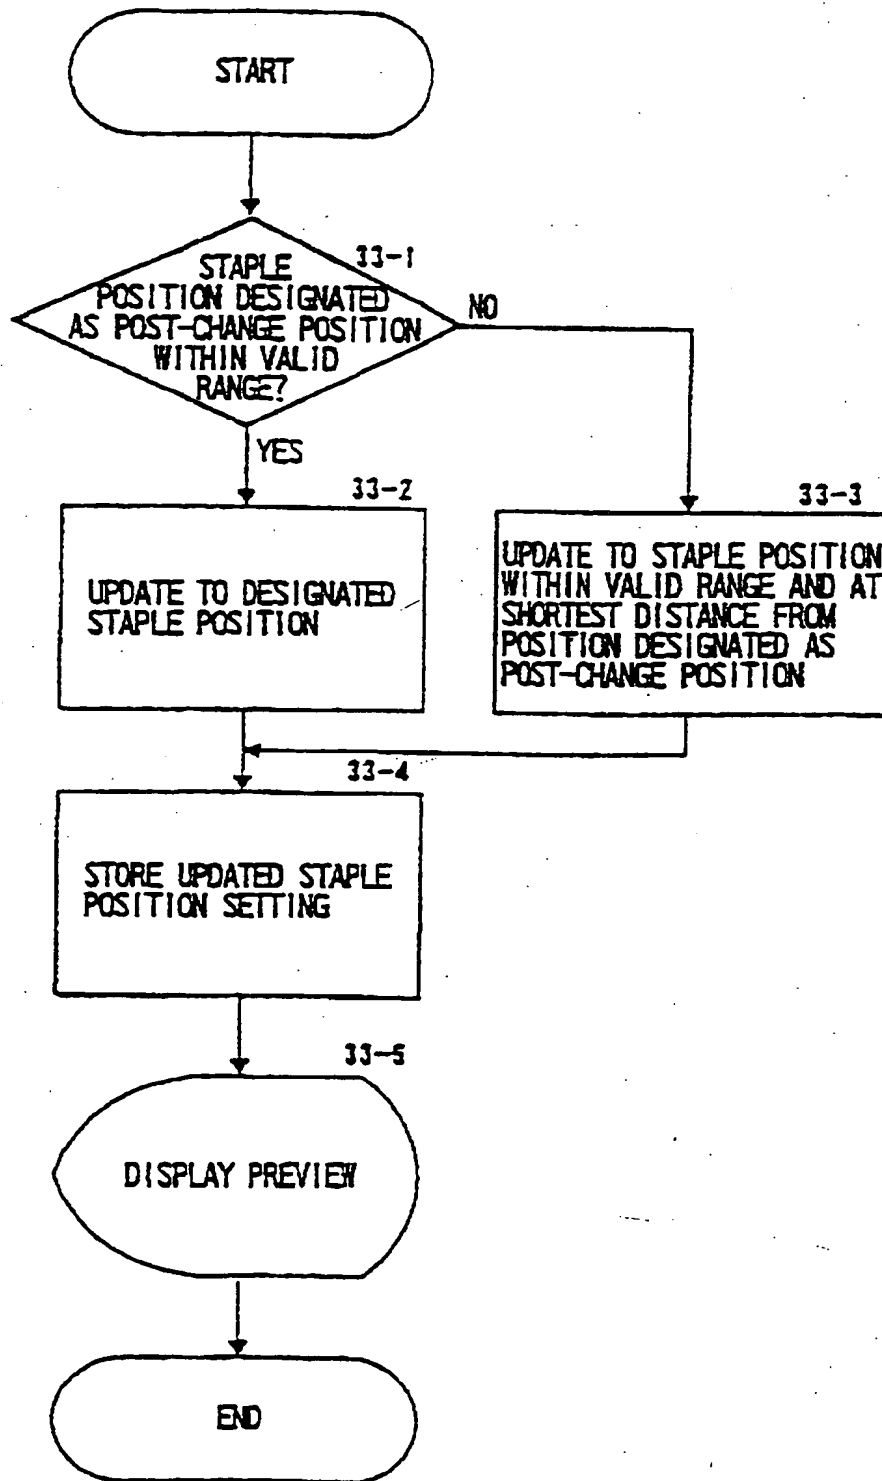 START
33-1
STAPLE
POSITION DESIGNATED
AS POST-CHANGE POSITION
WITHIN VALID
RANGE?
NO
YES
33-2
UPDATE TO DESIGNATED
STAPLE POSITION
33-3
UPDATE TO STAPLE POSITION
WITHIN VALID RANGE AND AT
SHORTEST DISTANCE FROM
POSITION DESIGNATED AS
POST-CHANGE POSITION
33-4
STORE UPDATED STAPLE
POSITION SETTING
33-5
DISPLAY PREVIEW
END